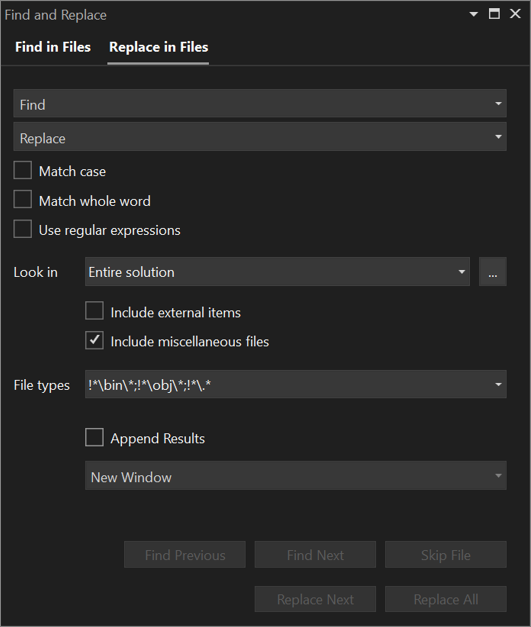 Find and Replace
Find in Files Replace in Files
Find
Replace
Match case
Match whole word
Use regular expressions
Look in Entire solution ...
Include external items
Include miscellaneous files
File types !*\bin\*;!*\obj\*;!*\.*
Append Results
New Window
Find Previous Find Next Skip File
Replace Next Replace All